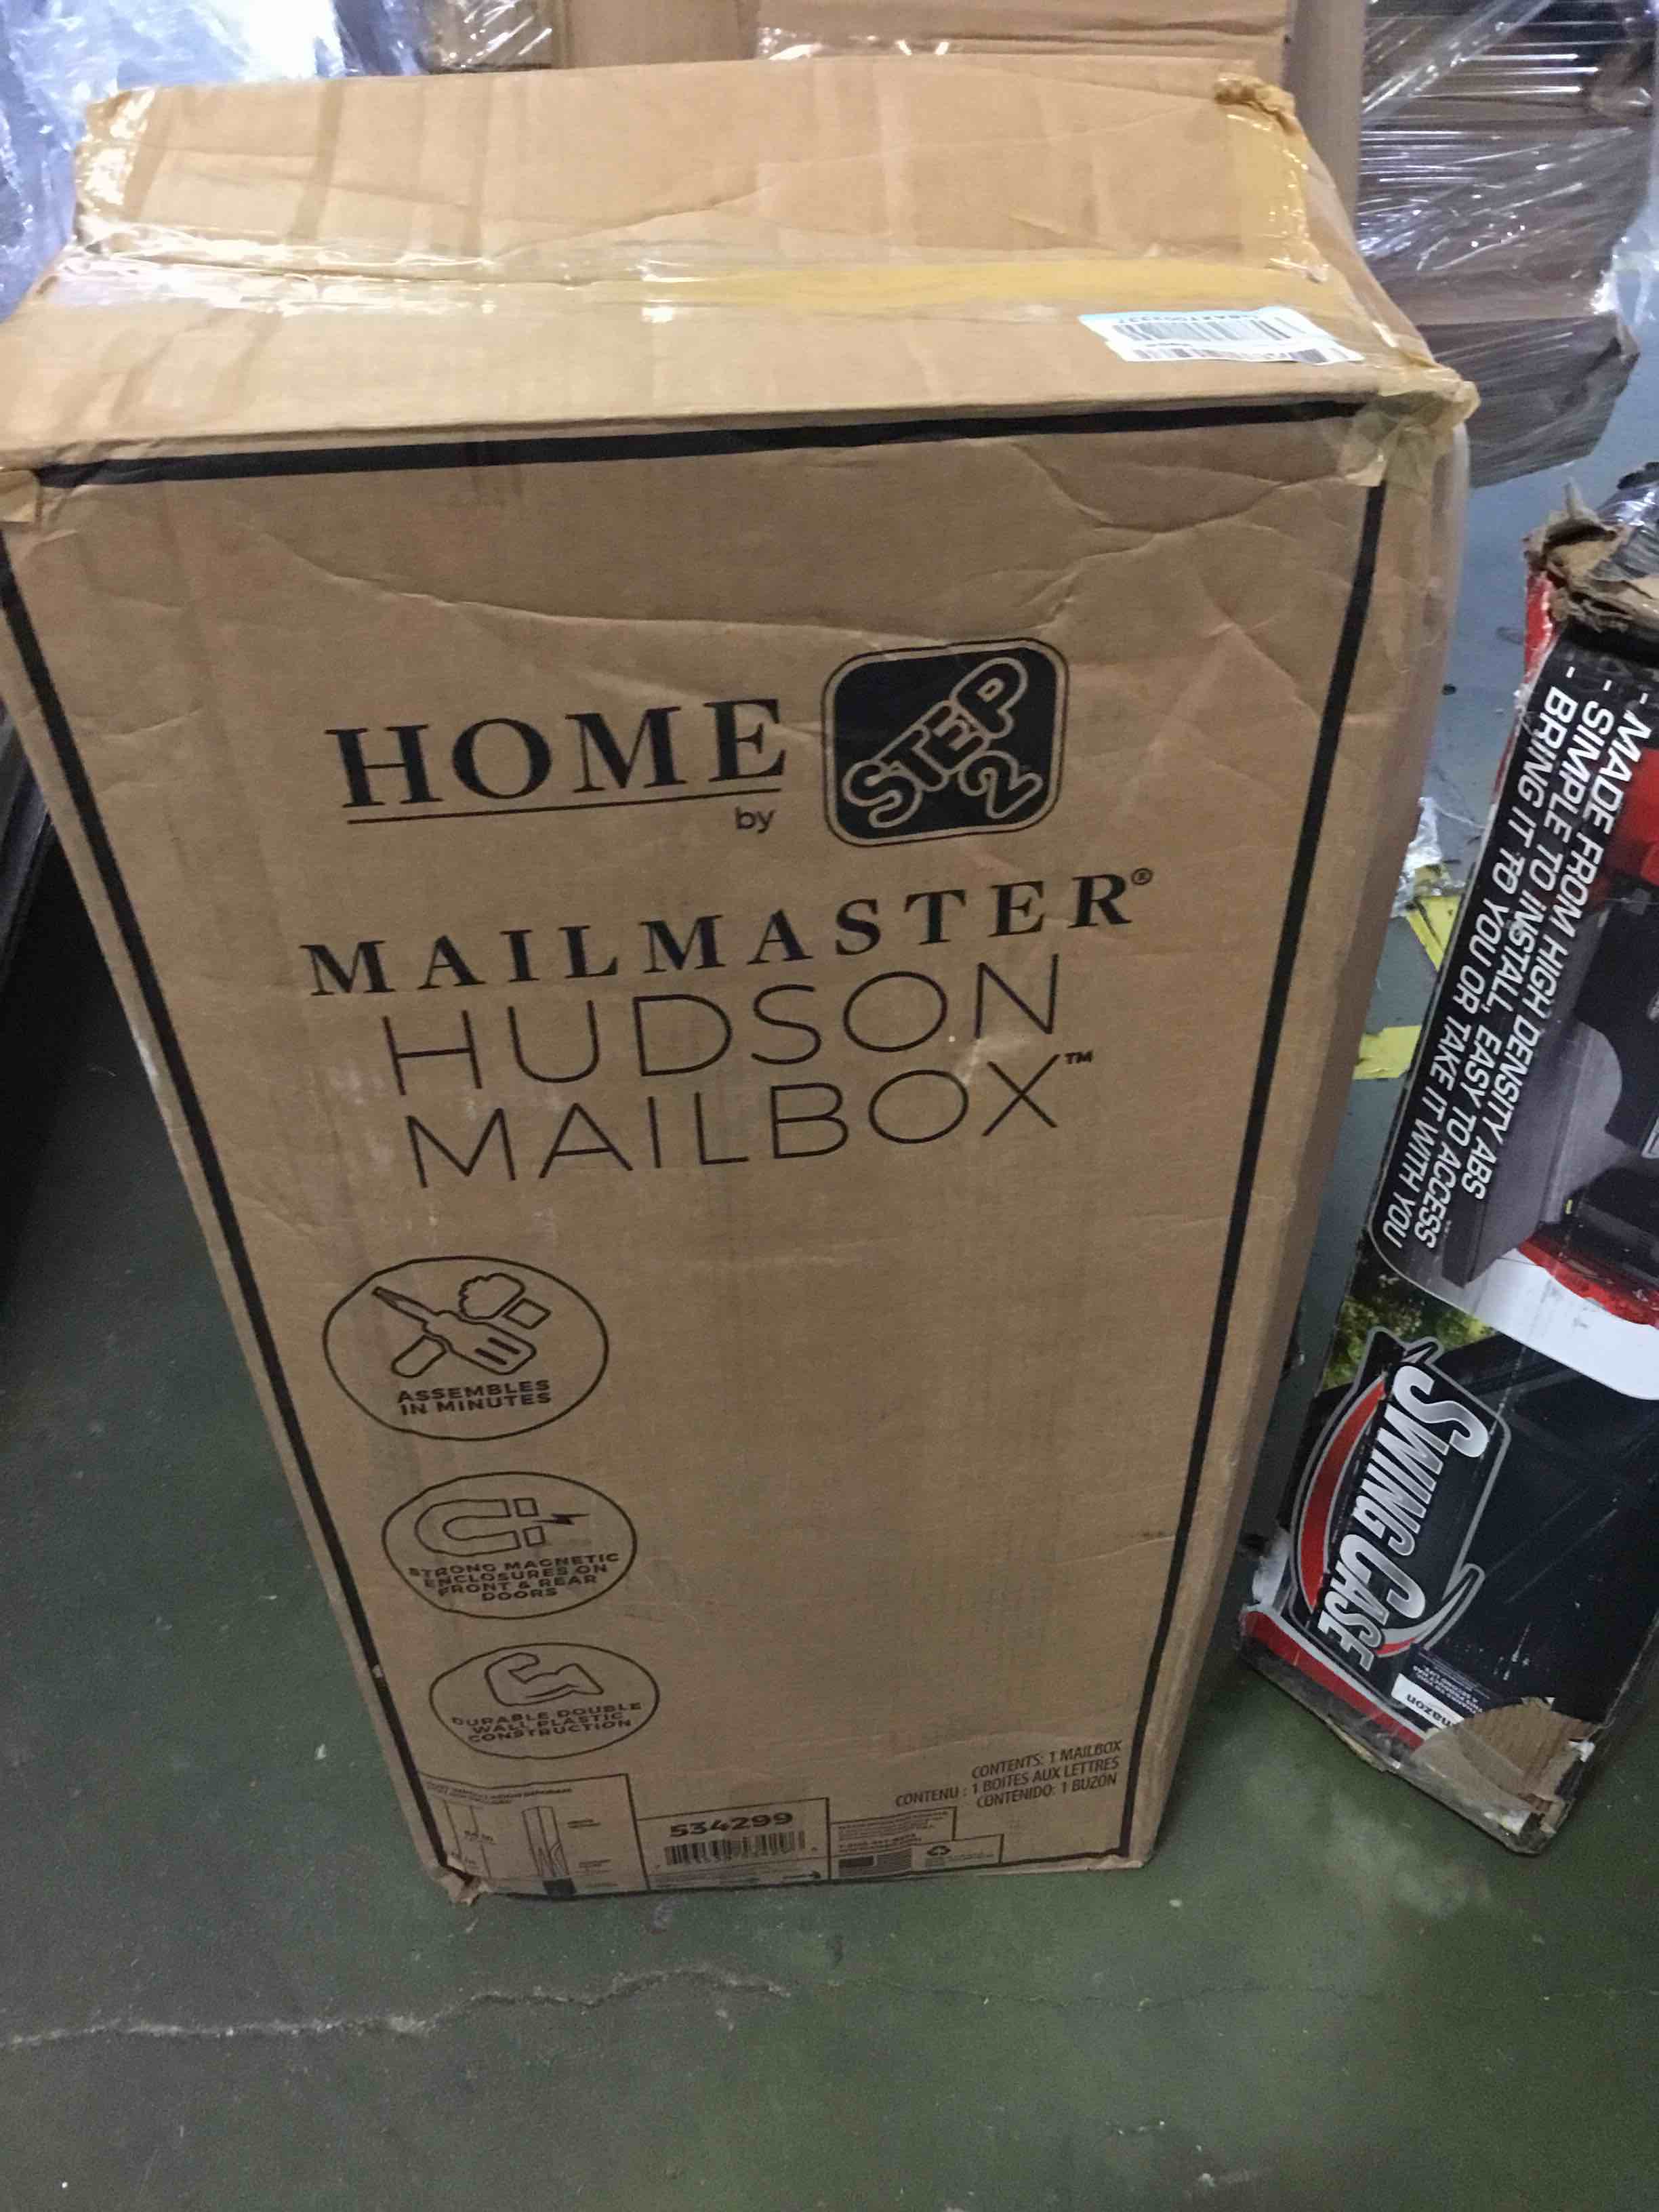 HOME
by
STEP
2
MAILMASTER®
HUDSON
MAILBOX™
ASSEMBLES
IN MINUTES
STRONG MAGNETIC
ENCLOSURES ON
FRONT & REAR
DOORS
DURABLE DOUBLE
WALL PLASTIC
CONSTRUCTION
CONTENTS: 1 MAILBOX
CONTENU : 1 BOITES AUX LETTRES
CONTENIDO: 1 BUZÓN
534299
- MADE FROM HIGH DENSITY ABS
- SIMPLE TO INSTALL, EASY TO ACCESS
- BRING IT TO YOU OR TAKE IT WITH YOU
SWING CASE